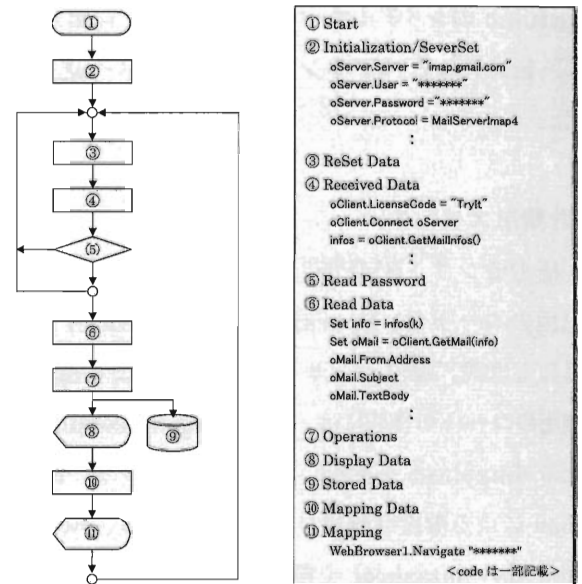 ①
②
③
④
⑤
⑥
⑦
⑧
⑨
⑩
⑪
① Start
② Initialization/SeverSet
oServer.Server = "imap.gmail.com"
oServer.User = "*******"
oServer.Password ="*******"
oServer.Protocol = MailServerImap4
:
③ ReSet Data
④ Received Data
oClient.LicenseCode = "TryIt"
oClient.Connect oServer
infos = oClient.GetMailInfos()
:
⑤ Read Password
⑥ Read Data
Set info = infos(k)
Set oMail = oClient.GetMail(info)
oMail.From.Address
oMail.Subject
oMail.TextBody
:
⑦ Operations
⑧ Display Data
⑨ Stored Data
⑩ Mapping Data
⑪ Mapping
WebBrowser1.Navigate "*******"
<code は一部記載>